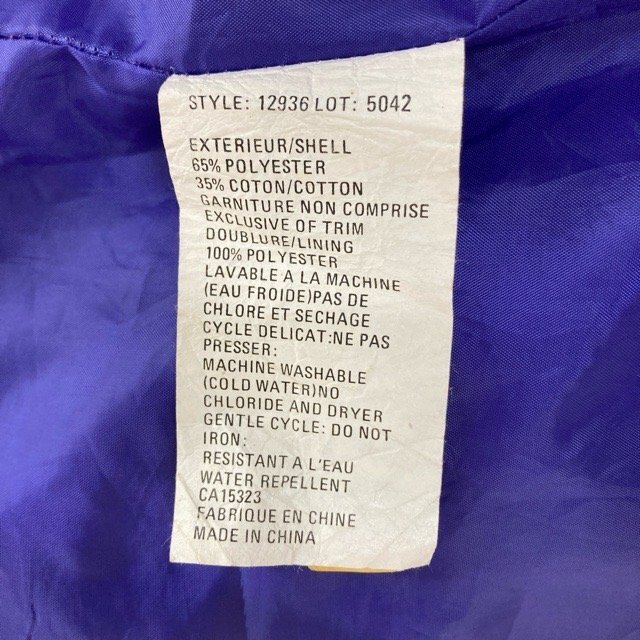 STYLE: 12936 LOT: 5042
EXTERIEUR/SHELL
65% POLYESTER
35% COTON/COTTON
GARNITURE NON COMPRISE
EXCLUSIVE OF TRIM
DOUBLURE/LINING
100% POLYESTER
LAVABLE A LA MACHINE
(EAU FROIDE)PAS DE
CHLORE ET SECHAGE
CYCLE DELICAT:NE PAS
PRESSER:
MACHINE WASHABLE
(COLD WATER)NO
CHLORIDE AND DRYER
GENTLE CYCLE: DO NOT
IRON:
RESISTANT A L'EAU
WATER REPELLENT
CA15323
FABRIQUE EN CHINE
MADE IN CHINA